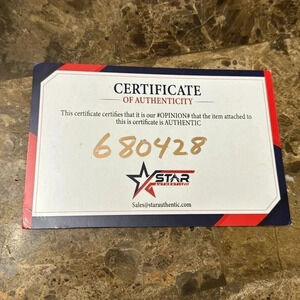 CERTIFICATE
OF AUTHENTICITY
This certificate certifies that it is our #OPINION# that the item attached to
this is certificate is AUTHENTIC
680428
STAR
AUTHENTIC
Sales@starauthentic.com